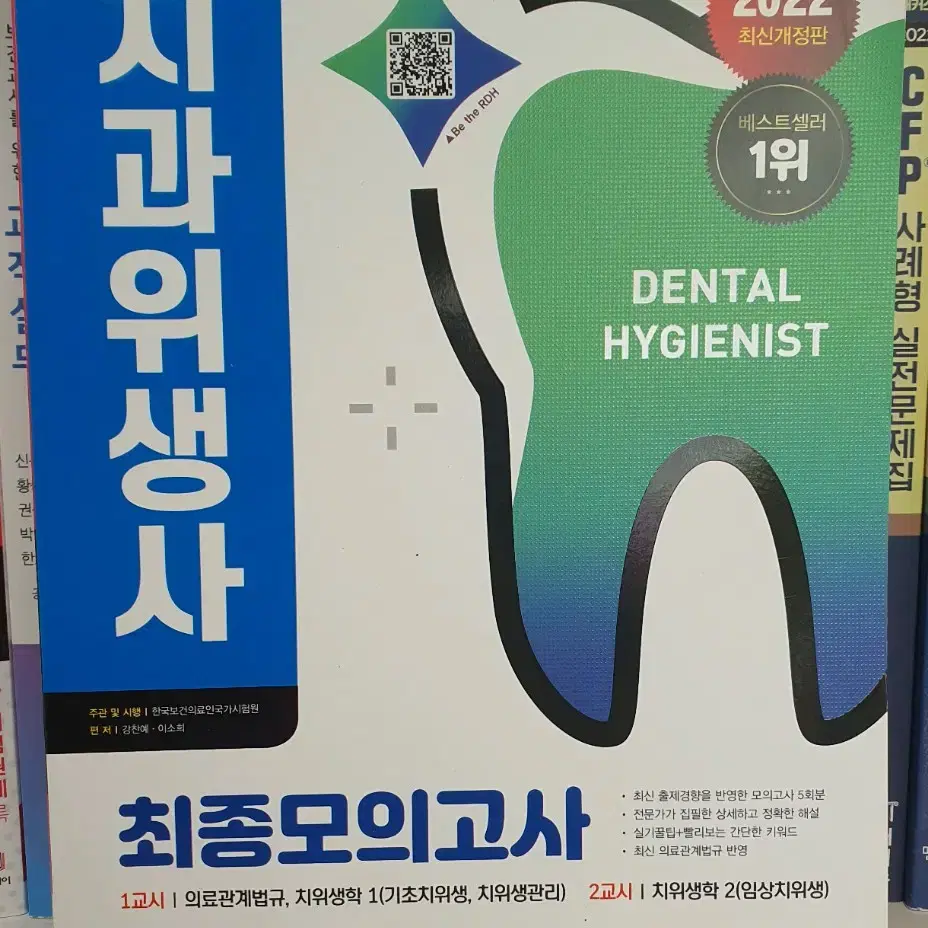 2022
최신개정판
베스트셀러
1위
▲Be the RDH
치과위생사
DENTAL
HYGIENIST
주관 및 시행 | 한국보건의료인국가시험원
편 저 | 강찬예 · 이소희
최종모의고사
• 최신 출제경향을 반영한 모의고사 5회분
• 전문가가 집필한 상세하고 정확한 해설
• 실기꿀팁+빨리보는 간단한 키워드
• 최신 의료관계법규 반영
1교시 | 의료관계법규, 치위생학 1(기초치위생, 치위생관리) 2교시 | 치위생학 2(임상치위생)
CFP®
사례형 실전문제집